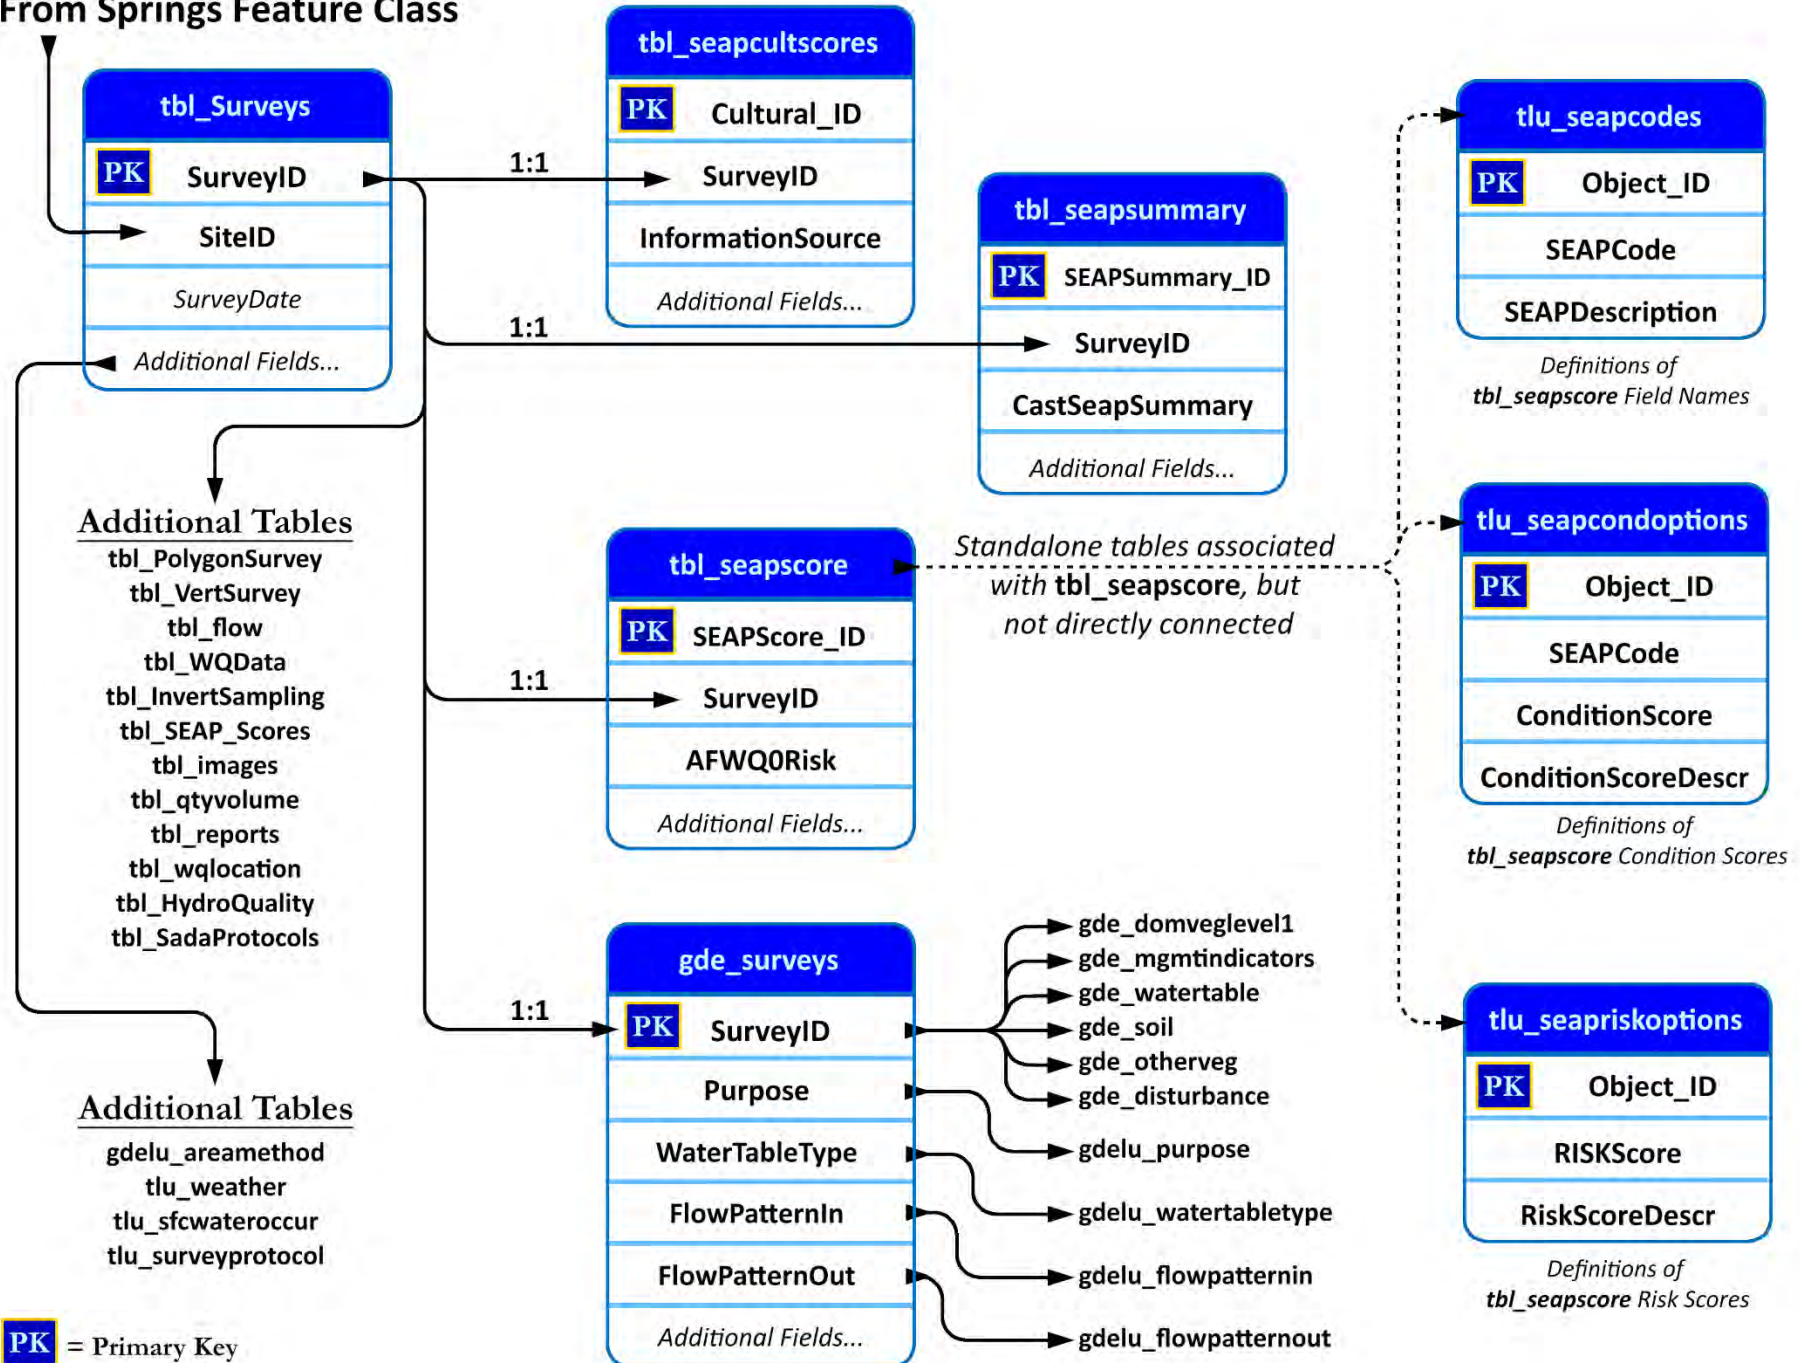 From Springs Feature Class
tbl_Surveys
PK SurveyID
SiteID
SurveyDate
Additional Fields...
Additional Tables
tbl_PolygonSurvey
tbl_VertSurvey
tbl_flow
tbl_WQData
tbl_InvertSampling
tbl_SEAP_Scores
tbl_images
tbl_qtyvolume
tbl_reports
tbl_wqlocation
tbl_HydroQuality
tbl_SadaProtocols
Additional Tables
gdelu_areamethod
tlu_weather
tlu_sfcwateroccur
tlu_surveyprotocol
PK = Primary Key
1:1
1:1
1:1
1:1
tbl_seapcultscores
PK Cultural_ID
SurveyID
InformationSource
Additional Fields...
tbl_seapsummary
PK SEAPSummary_ID
SurveyID
CastSeapSummary
Additional Fields...
tbl_seapscore
PK SEAPScore_ID
SurveyID
AFWQ0Risk
Additional Fields...
Standalone tables associated
with tbl_seapscore, but
not directly connected
gde_surveys
PK SurveyID
Purpose
WaterTableType
FlowPatternIn
FlowPatternOut
Additional Fields...
gde_domveglevel1
gde_mgmtindicators
gde_watertable
gde_soil
gde_otherveg
gde_disturbance
gdelu_purpose
gdelu_watertabletype
gdelu_flowpatternin
gdelu_flowpatternout
tlu_seapcodes
PK Object_ID
SEAPCode
SEAPDescription
Definitions of
tbl_seapscore Field Names
tlu_seapcondoptions
PK Object_ID
SEAPCode
ConditionScore
ConditionScoreDescr
Definitions of
tbl_seapscore Condition Scores
tlu_seapriskoptions
PK Object_ID
RISKScore
RiskScoreDescr
Definitions of
tbl_seapscore Risk Scores